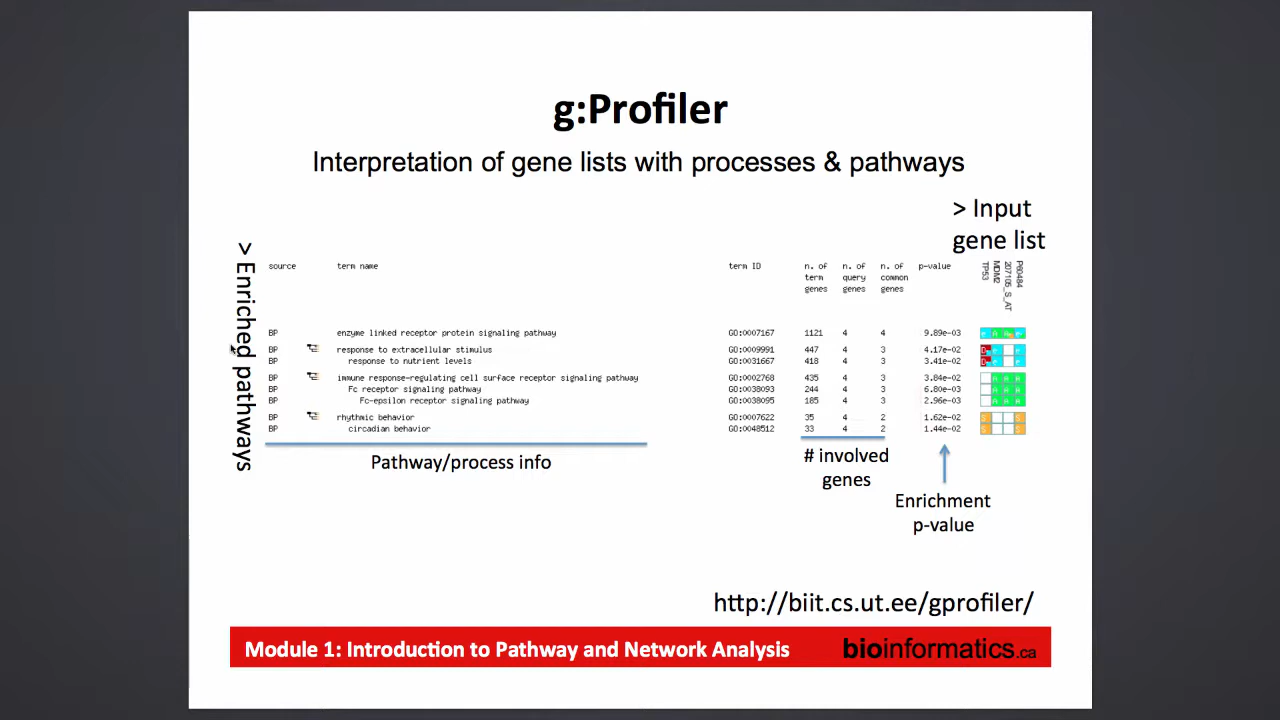 g:Profiler
Interpretation of gene lists with processes & pathways
> Input
gene list
> Enriched pathways
source term name term ID n. of term genes n. of query genes n. of common genes p-value TP53 MDM2 207105_S_AT P60484
BP enzyme linked receptor protein signaling pathway GO:0007167 1121 4 4 9.89e-03
BP response to extracellular stimulus GO:0009991 447 4 3 4.17e-02
BP response to nutrient levels GO:0031667 418 4 3 3.41e-02
BP immune response-regulating cell surface receptor signaling pathway GO:0002768 435 4 3 3.84e-02
BP Fc receptor signaling pathway GO:0038093 244 4 3 6.80e-03
BP Fc-epsilon receptor signaling pathway GO:0038095 185 4 3 2.96e-03
BP rhythmic behavior GO:0007622 35 4 2 1.62e-02
BP circadian behavior GO:0048512 33 4 2 1.44e-02
Pathway/process info
# involved
genes
Enrichment
p-value
http://biit.cs.ut.ee/gprofiler/
Module 1: Introduction to Pathway and Network Analysis
bioinformatics.ca